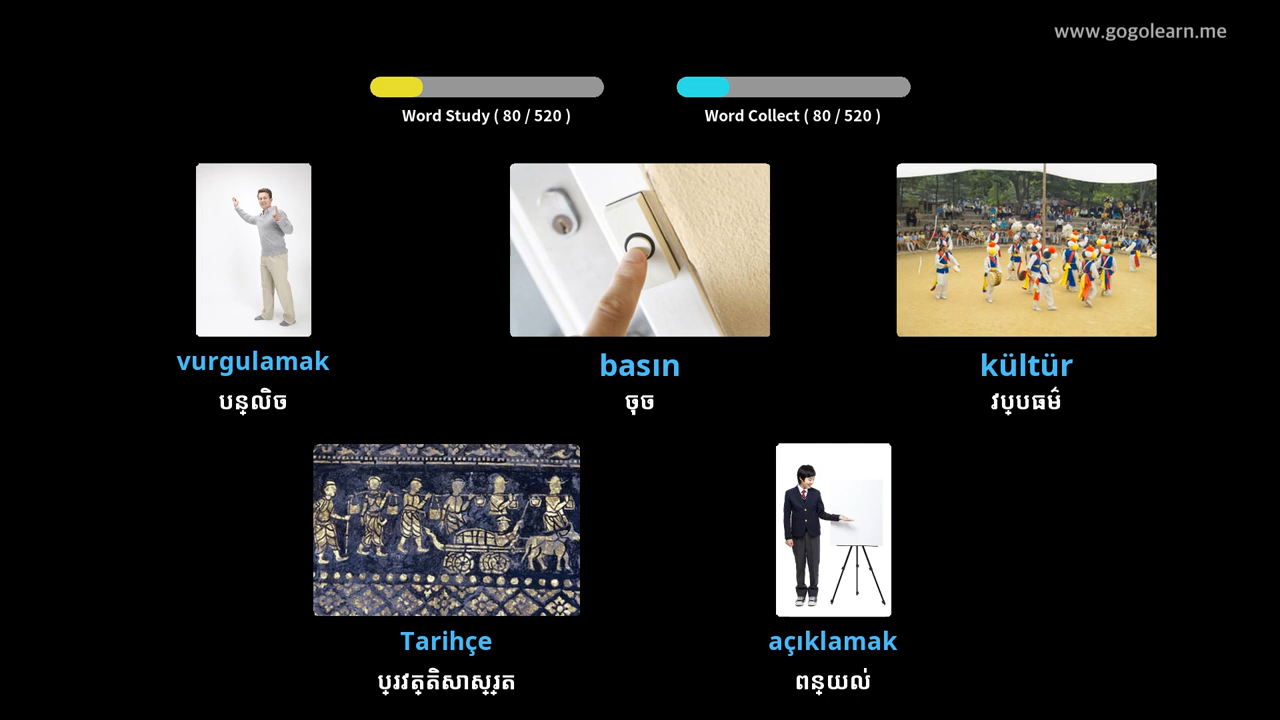 www.gogolearn.me
Word Study ( 80 / 520 )
Word Collect ( 80 / 520 )
vurgulamak
បន្លិច
basın
ចុច
kültür
វប្បធម៌
Tarihçe
ប្រវត្តិសាស្រ្ត
açıklamak
ពន្យល់